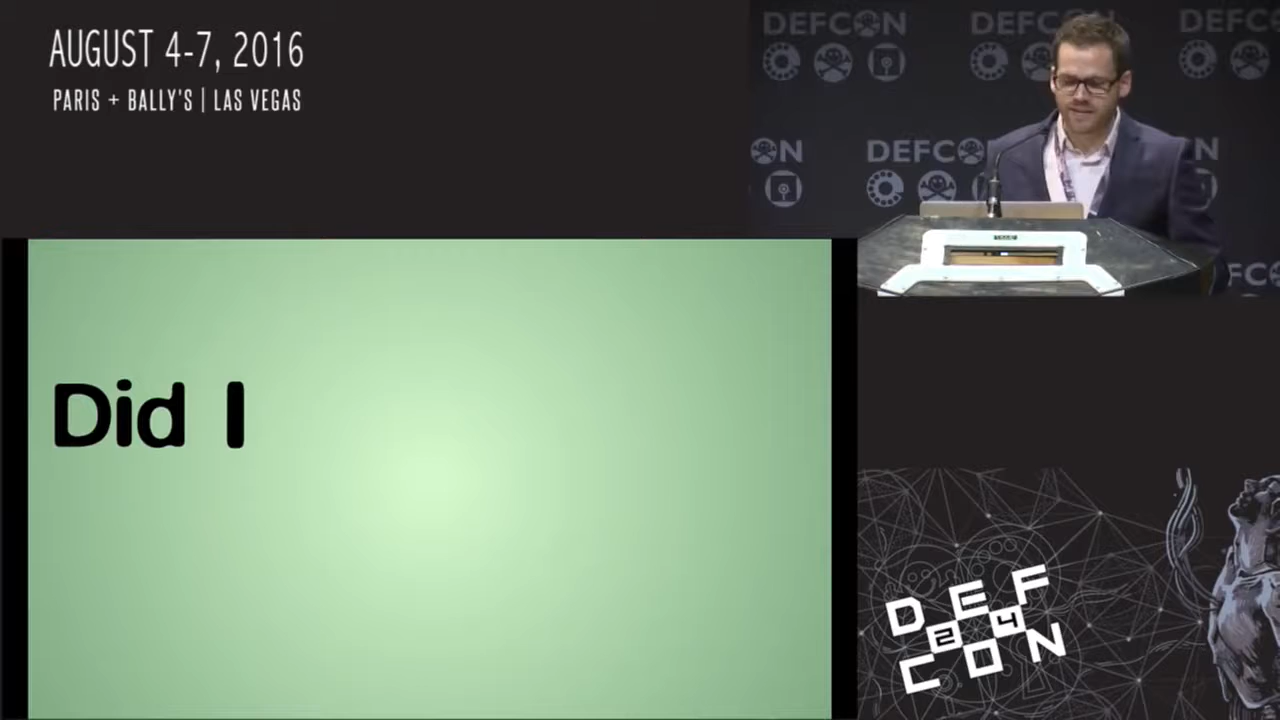 AUGUST 4-7, 2016
PARIS + BALLY'S | LAS VEGAS
DEFCON
DEFCON
DEFCON
DEFCON
Did I
DEF
24
CON